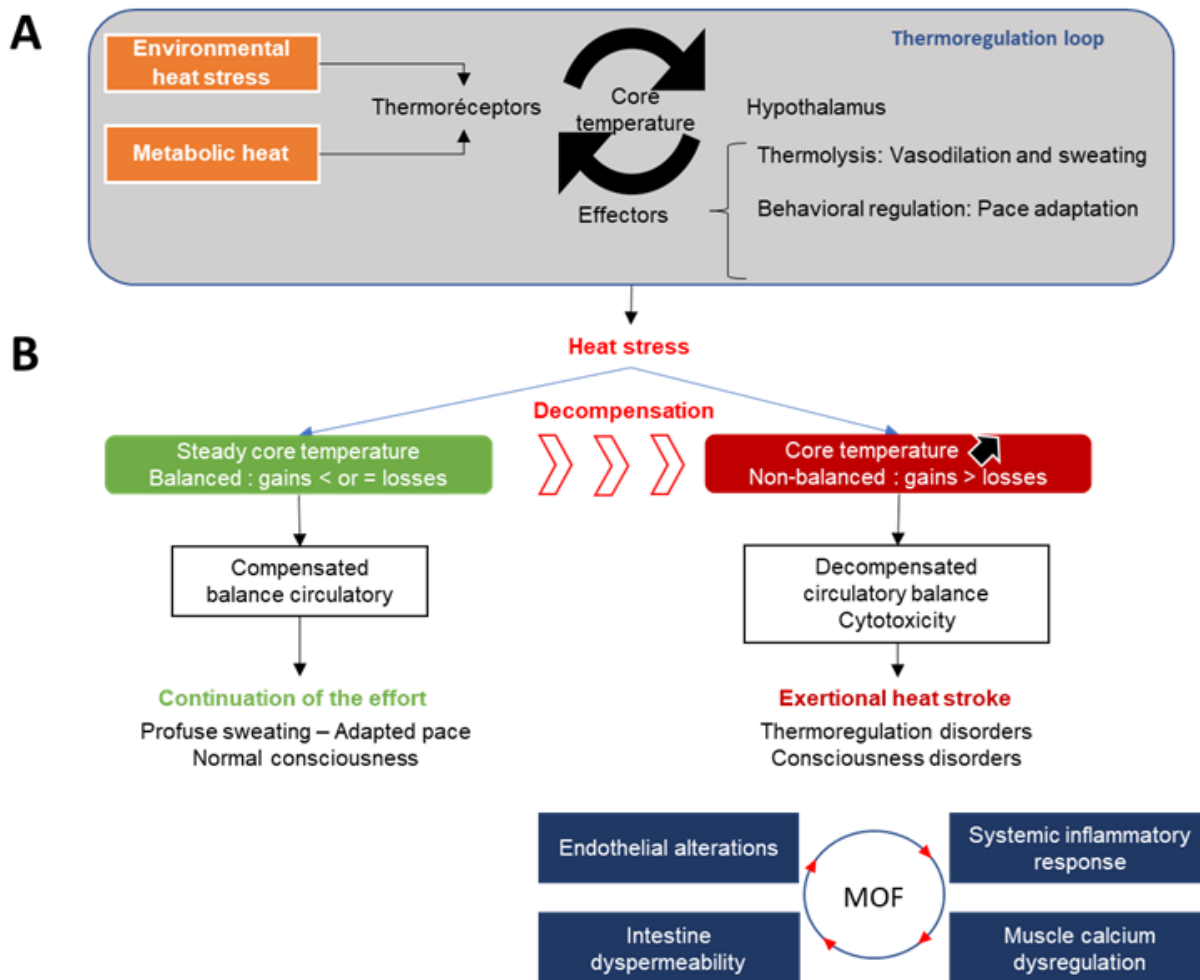 A
Thermoregulation loop
Environmental
heat stress
Metabolic heat
Thermoréceptors
Core
temperature
Hypothalamus
Effectors
Thermolysis: Vasodilation and sweating
Behavioral regulation: Pace adaptation
B
Heat stress
Decompensation
Steady core temperature
Balanced : gains < or = losses
Core temperature
Non-balanced : gains > losses
Compensated
balance circulatory
Decompensated
circulatory balance
Cytotoxicity
Continuation of the effort
Profuse sweating – Adapted pace
Normal consciousness
Exertional heat stroke
Thermoregulation disorders
Consciousness disorders
Endothelial alterations
Systemic inflammatory
response
MOF
Intestine
dyspermeability
Muscle calcium
dysregulation